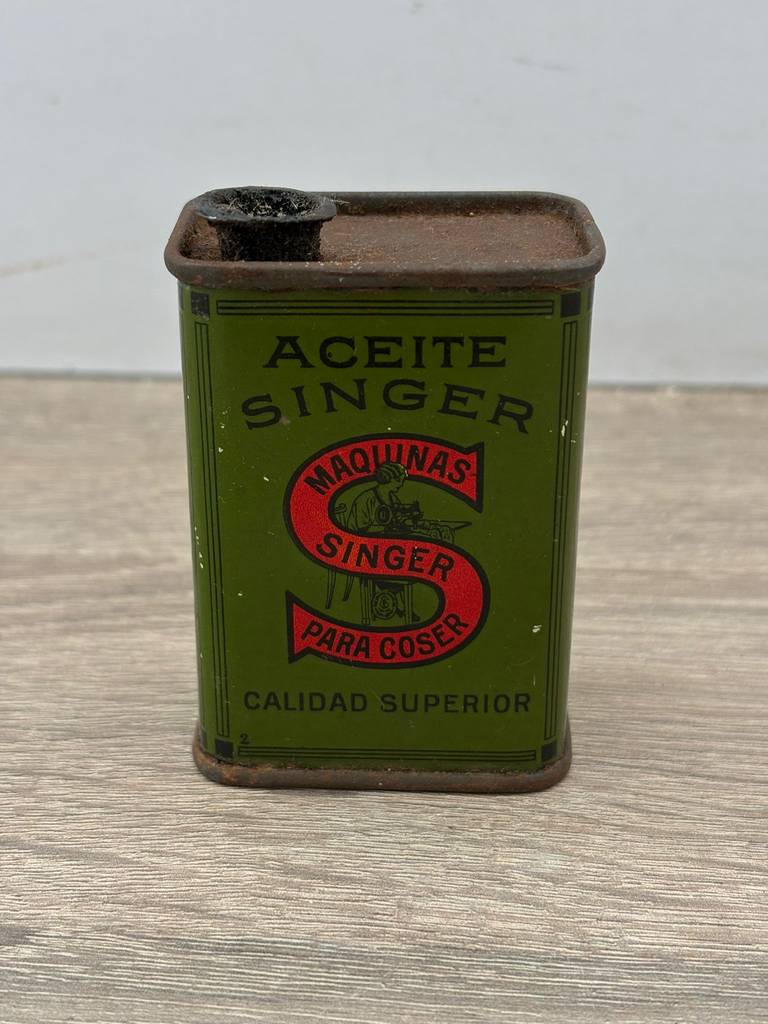 ACEITE
SINGER
MAQUINAS
SINGER
PARA COSER
CALIDAD SUPERIOR
2